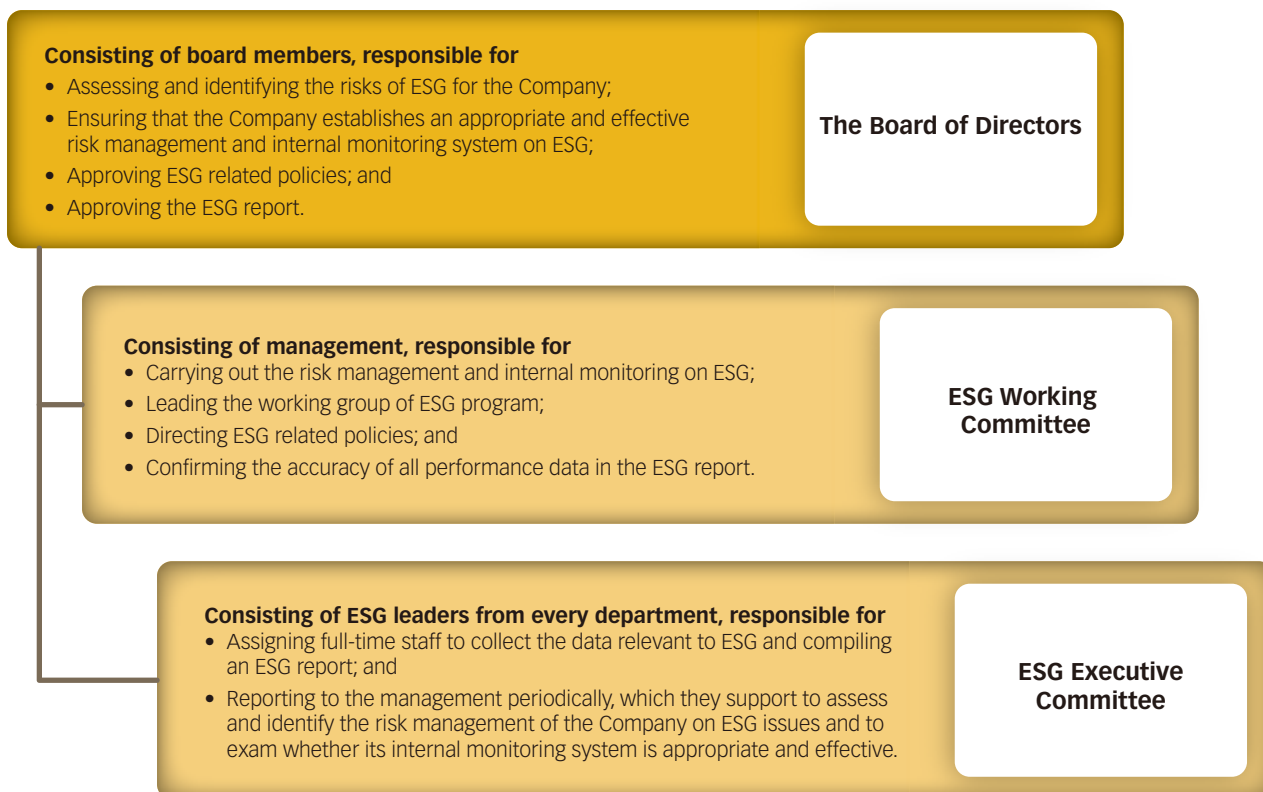 Consisting of board members, responsible for
• Assessing and identifying the risks of ESG for the Company;
• Ensuring that the Company establishes an appropriate and effective
risk management and internal monitoring system on ESG;
• Approving ESG related policies; and
• Approving the ESG report.
The Board of Directors
Consisting of management, responsible for
• Carrying out the risk management and internal monitoring on ESG;
• Leading the working group of ESG program;
• Directing ESG related policies; and
• Confirming the accuracy of all performance data in the ESG report.
ESG Working
Committee
Consisting of ESG leaders from every department, responsible for
• Assigning full-time staff to collect the data relevant to ESG and compiling
an ESG report; and
• Reporting to the management periodically, which they support to assess
and identify the risk management of the Company on ESG issues and to
exam whether its internal monitoring system is appropriate and effective.
ESG Executive
Committee